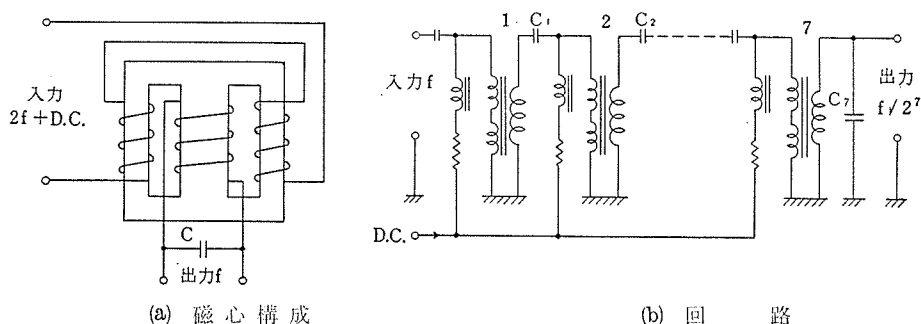 入力
2f+D.C.
C
出力f
(a) 磁心構成
1 C₁ 2 C₂ 7
入力f
C₇
出力
f/2⁷
D.C.
(b) 回路